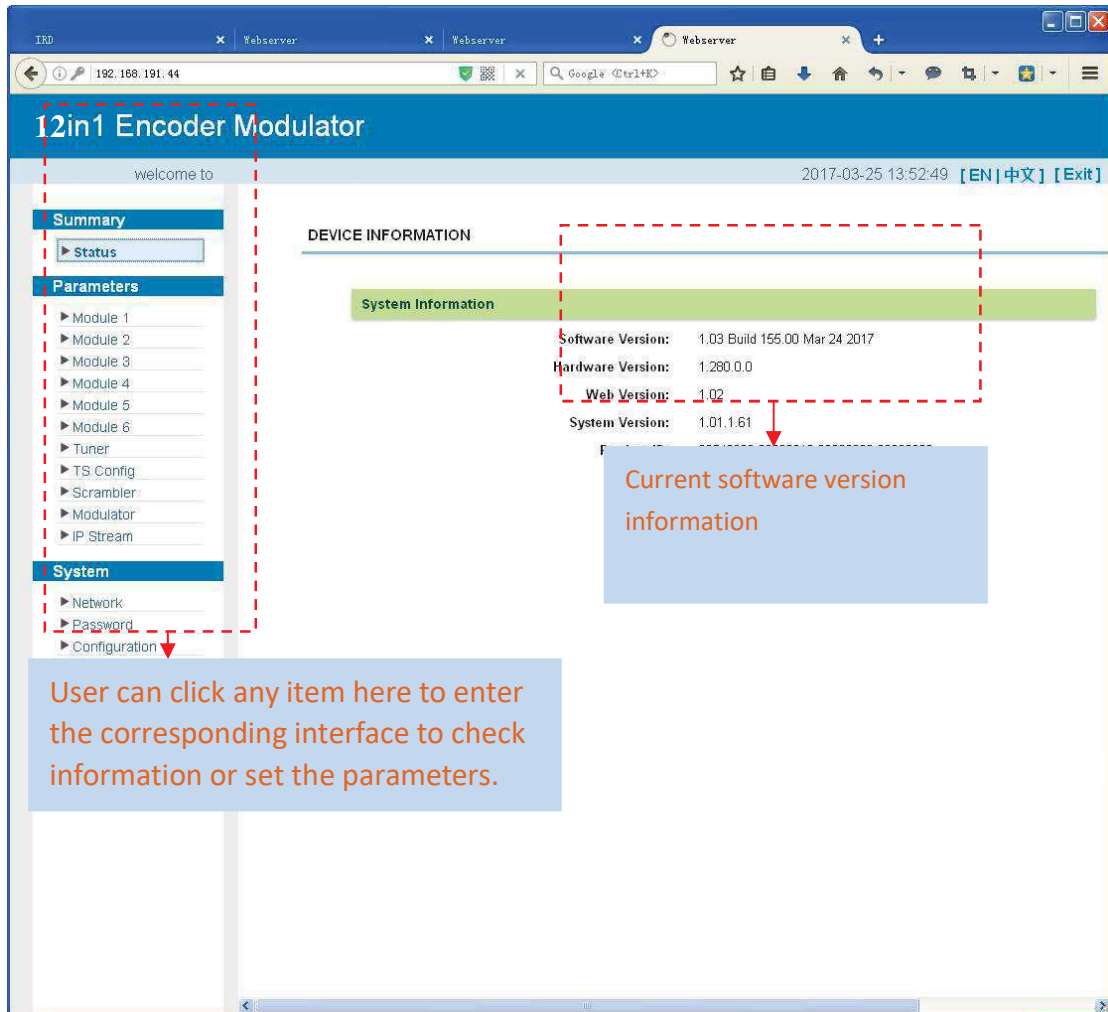 IRD
Webserver
Webserver
Webserver
192.168.191.44
Google <Ctrl+K>
12in1 Encoder Modulator
welcome to
2017-03-25 13:52:49 [EN|中文] [Exit]
Summary
Status
DEVICE INFORMATION
Parameters
Module 1
Module 2
Module 3
Module 4
Module 5
Module 6
Tuner
TS Config
Scrambler
Modulator
IP Stream
System
Network
Password
Configuration
System Information
Software Version: 1.03 Build 155.00 Mar 24 2017
Hardware Version: 1.280.0.0
Web Version: 1.02
System Version: 1.01.1.61
Current software version
information
User can click any item here to enter
the corresponding interface to check
information or set the parameters.